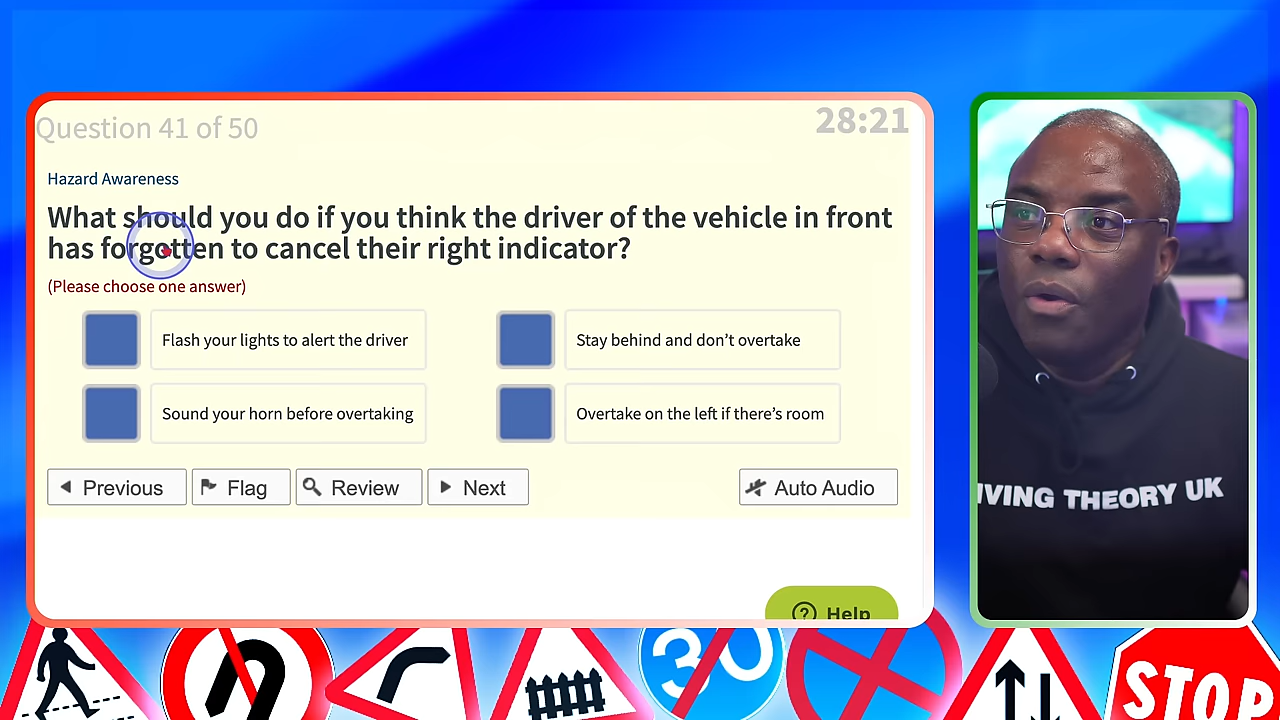 Question 41 of 50
28:21
Hazard Awareness
What should you do if you think the driver of the vehicle in front
has forgotten to cancel their right indicator?
(Please choose one answer)
Flash your lights to alert the driver
Stay behind and don't overtake
Sound your horn before overtaking
Overtake on the left if there's room
Previous
Flag
Review
Next
Auto Audio
Help
IVING THEORY UK
30
STOP